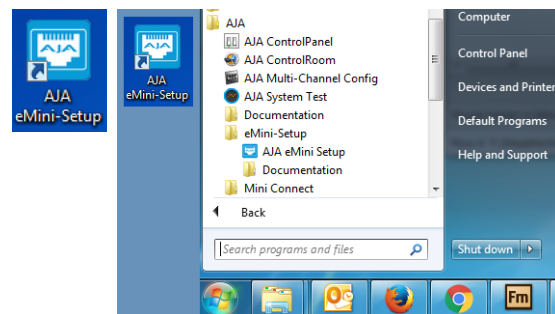 AJA
AJA
eMini-Setup
AJA
AJA
eMini-Setup
AJA
AJA ControlPanel
AJA ControlRoom
AJA Multi-Channel Config
AJA System Test
Documentation
eMini-Setup
AJA eMini Setup
Documentation
Mini Connect
Back
Search programs and files
Computer
Control Panel
Devices and Printer
Default Programs
Help and Support
Shut down
Fm